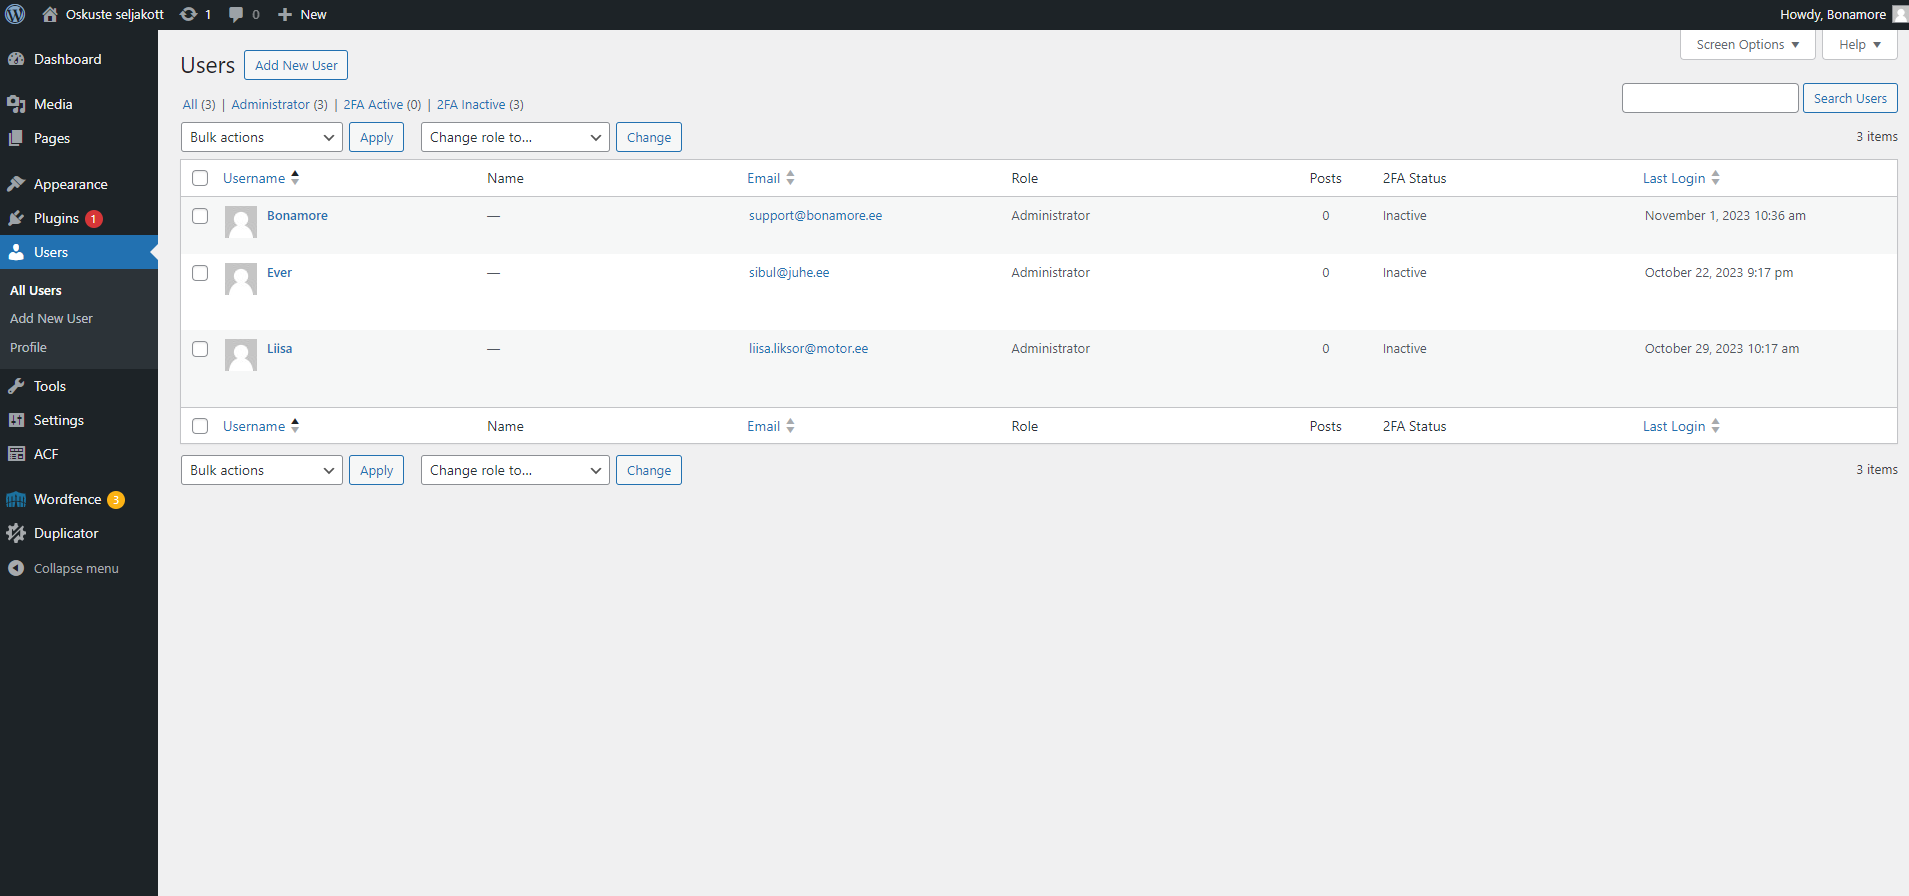 Oskuste seljakott 1 0 New Howdy, Bonamore
Dashboard
Media
Pages
Appearance
Plugins 1
Users
All Users
Add New User
Profile
Tools
Settings
ACF
Wordfence 3
Duplicator
Collapse menu
Screen Options Help
Users Add New User
All (3) | Administrator (3) | 2FA Active (0) | 2FA Inactive (3)
Search Users
Bulk actions Apply Change role to... Change 3 items
Username Name Email Role Posts 2FA Status Last Login
Bonamore — support@bonamore.ee Administrator 0 Inactive November 1, 2023 10:36 am
Ever — sibul@juhe.ee Administrator 0 Inactive October 22, 2023 9:17 pm
Liisa — liisa.liksor@motor.ee Administrator 0 Inactive October 29, 2023 10:17 am
Username Name Email Role Posts 2FA Status Last Login
Bulk actions Apply Change role to... Change 3 items